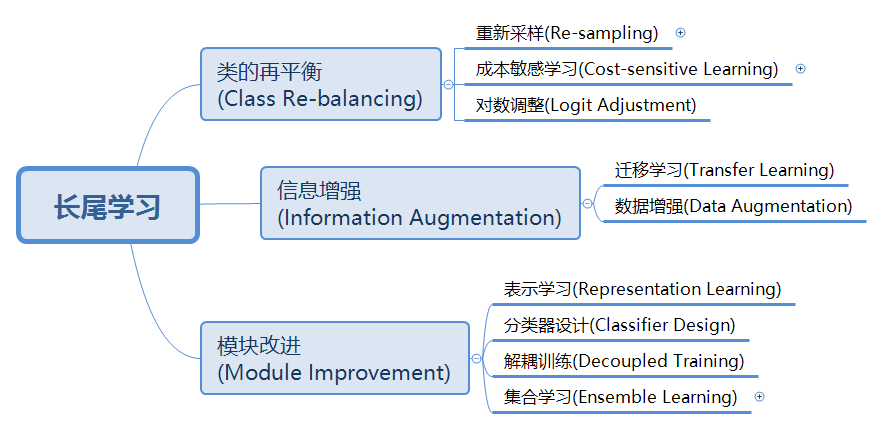 长尾学习
类的再平衡
(Class Re-balancing)
重新采样(Re-sampling)
成本敏感学习(Cost-sensitive Learning)
对数调整(Logit Adjustment)
信息增强
(Information Augmentation)
迁移学习(Transfer Learning)
数据增强(Data Augmentation)
模块改进
(Module Improvement)
表示学习(Representation Learning)
分类器设计(Classifier Design)
解耦训练(Decoupled Training)
集合学习(Ensemble Learning)